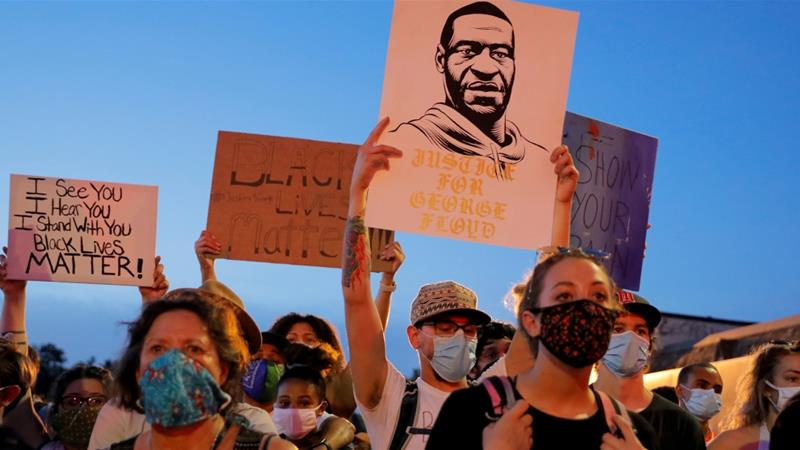 I See You
I Hear You
I Stand With You
Black Lives
MATTER!
BLACK
LIVES
Matter
JUSTICE
FOR
GEORGE
FLOYD
SHOW
YOUR
PAIN